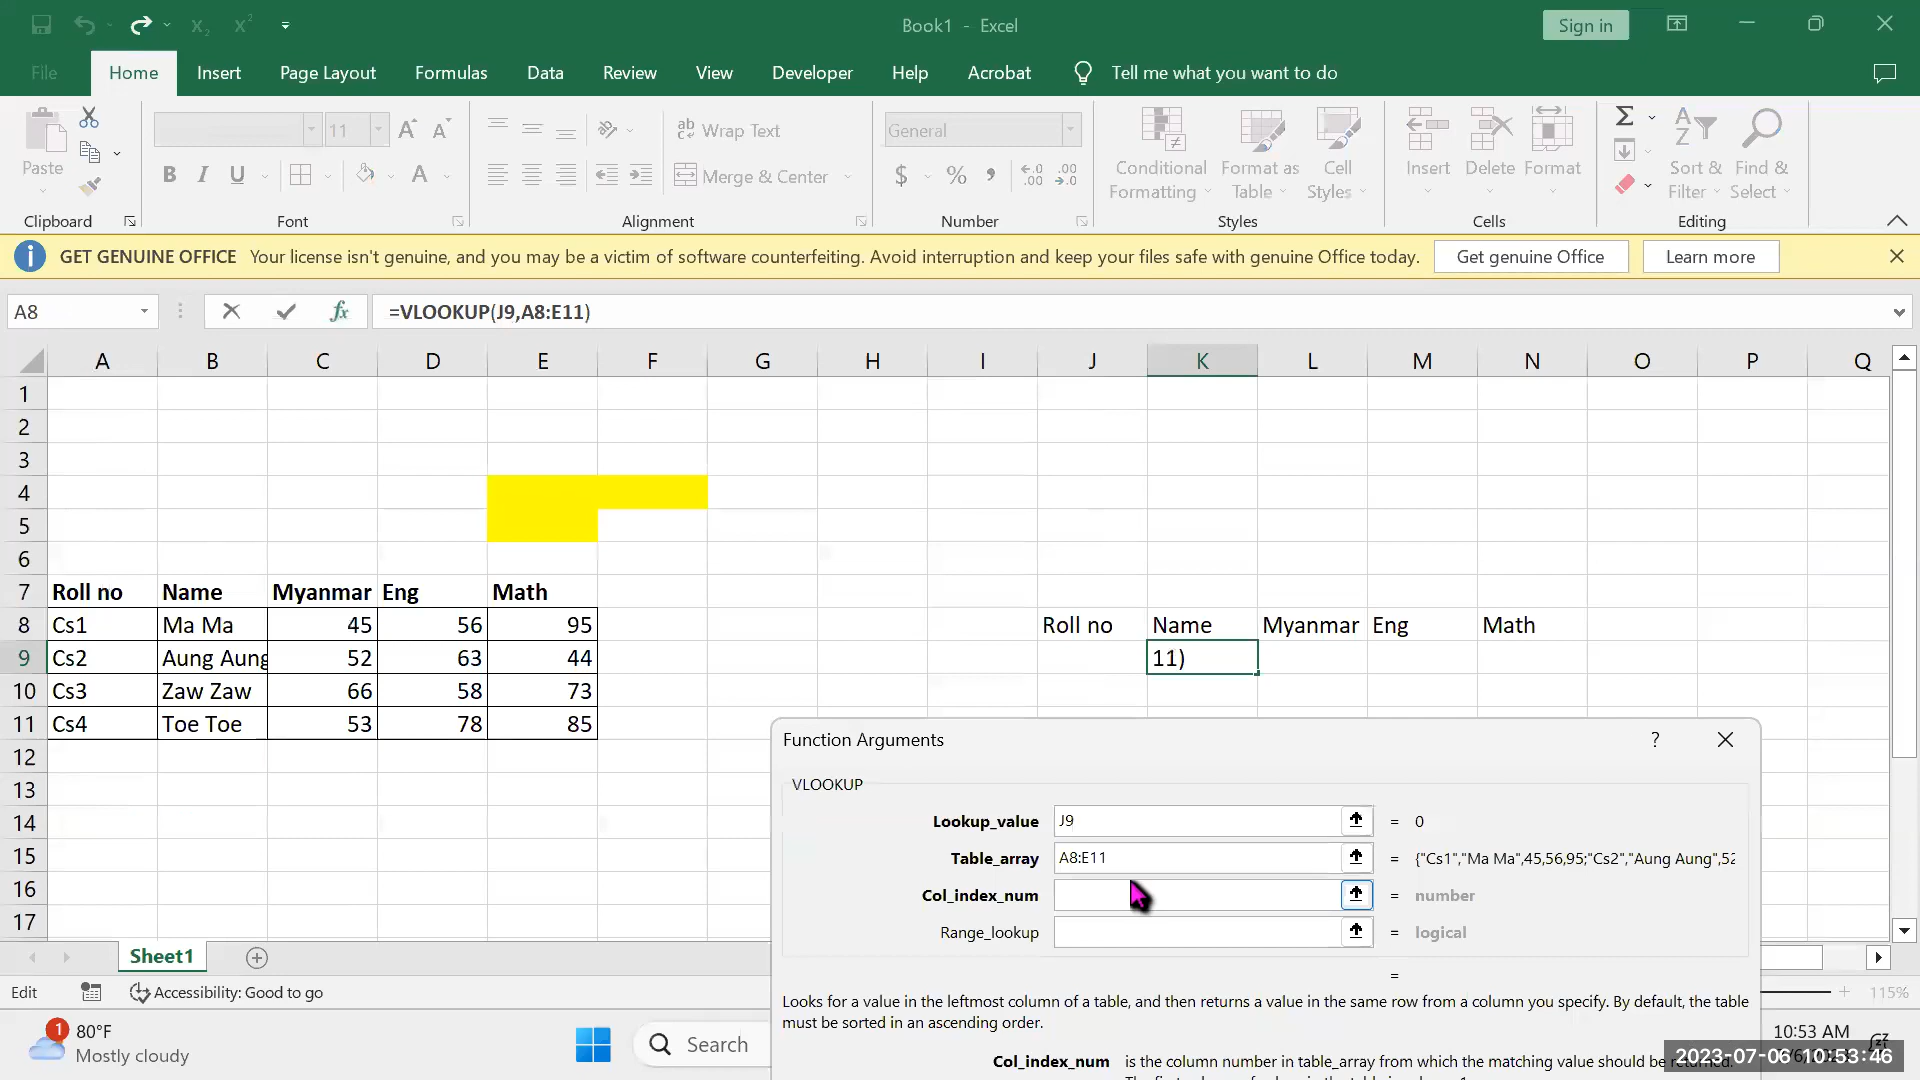 Book1 - Excel
Sign in
File Home Insert Page Layout Formulas Data Review View Developer Help Acrobat Tell me what you want to do
Paste
11
B I U
Wrap Text
Merge & Center
General
$ % ,
Conditional Formatting
Format as Table
Cell Styles
Insert Delete Format
Sort & Filter
Find & Select
Clipboard Font Alignment Number Styles Cells Editing
GET GENUINE OFFICE Your license isn't genuine, and you may be a victim of software counterfeiting. Avoid interruption and keep your files safe with genuine Office today. Get genuine Office Learn more
A8 fx =VLOOKUP(J9,A8:E11)
A B C D E F G H I J K L M N O P Q
1
2
3
4
5
6
7 Roll no Name Myanmar Eng Math
8 Cs1 Ma Ma 45 56 95 Roll no Name Myanmar Eng Math
9 Cs2 Aung Aung 52 63 44 11)
10 Cs3 Zaw Zaw 66 58 73
11 Cs4 Toe Toe 53 78 85
12
13
14
15
16
17
Function Arguments ?
VLOOKUP
Lookup_value J9 = 0
Table_array A8:E11 = {"Cs1","Ma Ma",45,56,95;"Cs2","Aung Aung",52
Col_index_num = number
Range_lookup = logical
=
Looks for a value in the leftmost column of a table, and then returns a value in the same row from a column you specify. By default, the table
must be sorted in an ascending order.
Col_index_num is the column number in table_array from which the matching value should be returned.
Sheet1
Edit Accessibility: Good to go 115%
1 80°F
Mostly cloudy
Search
10:53 AM
2023-07-06 10:53:46